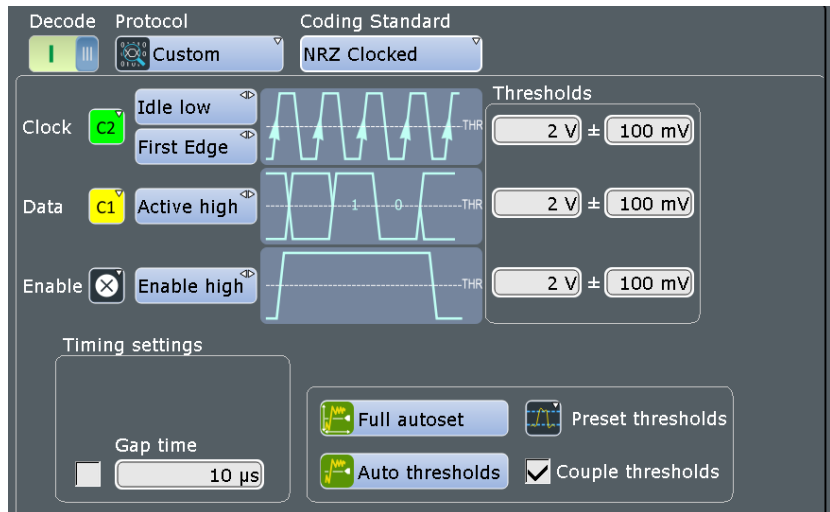 Decode Protocol Coding Standard
Custom NRZ Clocked
Thresholds
Idle low
Clock C2 THR 2 V ± 100 mV
First Edge
Data C1 Active high 1 0 THR 2 V ± 100 mV
Enable Enable high THR 2 V ± 100 mV
Timing settings
Full autoset Preset thresholds
Gap time
10 µs Auto thresholds Couple thresholds